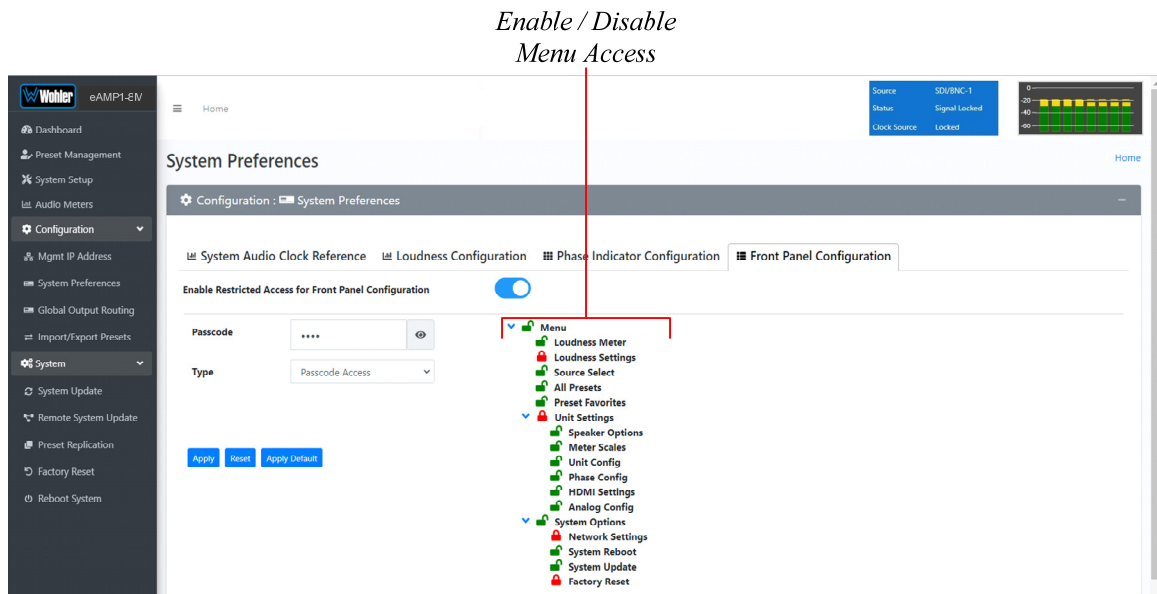 Enable / Disable
Menu Access
Wohler eAMP1-8M
Home
Source SDI/BNC-1
Status Signal Locked
Clock Source Locked
0
-20
-40
-∞
Dashboard
Preset Management
System Setup
Audio Meters
Configuration
Mgmt IP Address
System Preferences
Global Output Routing
Import/Export Presets
System
System Update
Remote System Update
Preset Replication
Factory Reset
Reboot System
System Preferences
Home
Configuration : System Preferences
System Audio Clock Reference Loudness Configuration Phase Indicator Configuration Front Panel Configuration
Enable Restricted Access for Front Panel Configuration
Passcode ••••
Type Passcode Access
Apply Reset Apply Default
Menu
Loudness Meter
Loudness Settings
Source Select
All Presets
Preset Favorites
Unit Settings
Speaker Options
Meter Scales
Unit Config
Phase Config
HDMI Settings
Analog Config
System Options
Network Settings
System Reboot
System Update
Factory Reset